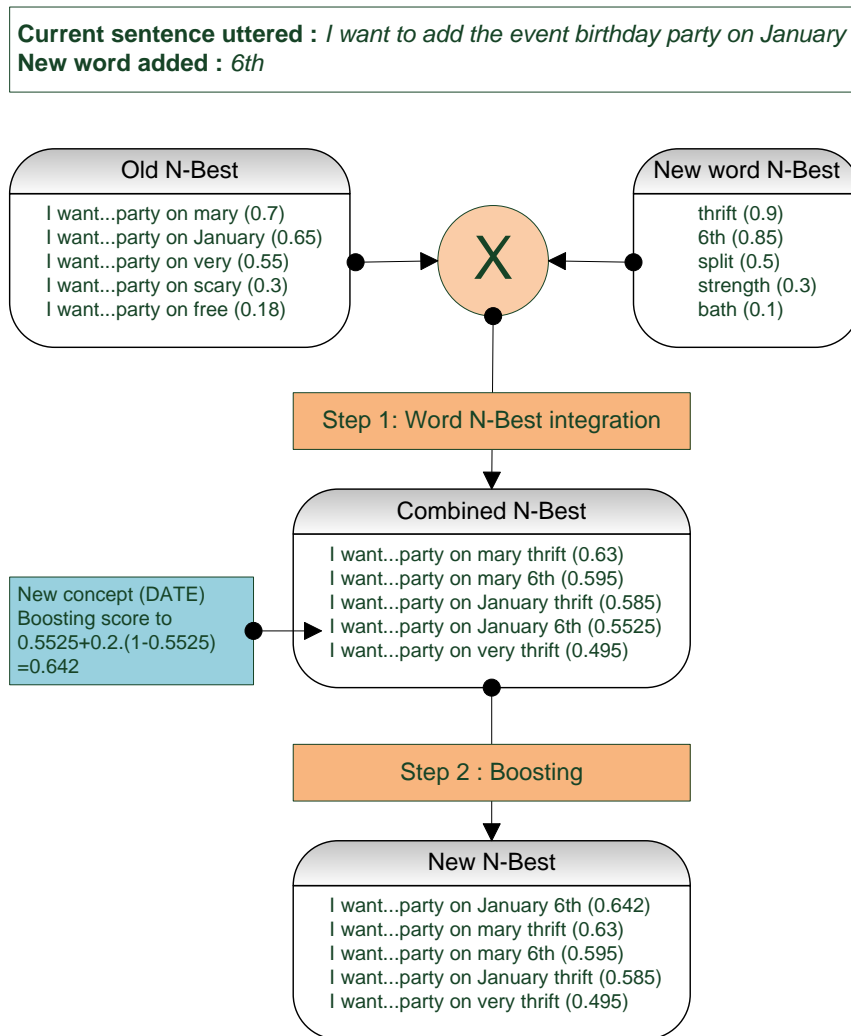 Current sentence uttered : I want to add the event birthday party on January
New word added : 6th
Old N-Best
I want...party on mary (0.7)
I want...party on January (0.65)
I want...party on very (0.55)
I want...party on scary (0.3)
I want...party on free (0.18)
X
New word N-Best
thrift (0.9)
6th (0.85)
split (0.5)
strength (0.3)
bath (0.1)
Step 1: Word N-Best integration
Combined N-Best
I want...party on mary thrift (0.63)
I want...party on mary 6th (0.595)
I want...party on January thrift (0.585)
I want...party on January 6th (0.5525)
I want...party on very thrift (0.495)
New concept (DATE)
Boosting score to
0.5525+0.2.(1-0.5525)
=0.642
Step 2 : Boosting
New N-Best
I want...party on January 6th (0.642)
I want...party on mary thrift (0.63)
I want...party on mary 6th (0.595)
I want...party on January thrift (0.585)
I want...party on very thrift (0.495)